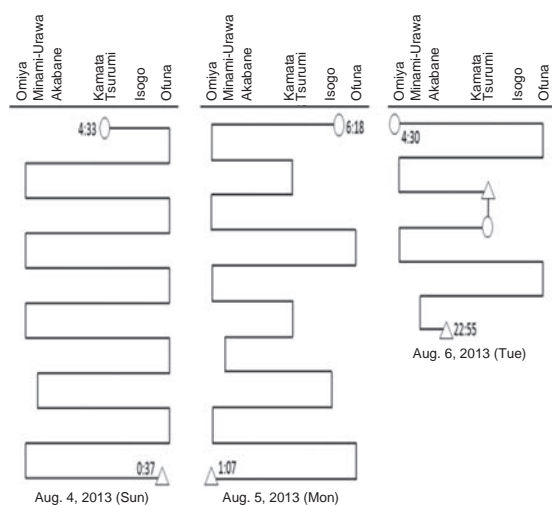 Omiya
Minami-Urawa
Akabane
Kamata
Tsurumi
Isogo
Ofuna
Omiya
Minami-Urawa
Akabane
Kamata
Tsurumi
Isogo
Ofuna
Omiya
Minami-Urawa
Akabane
Kamata
Tsurumi
Isogo
Ofuna
4:33
6:18
4:30
22:55
Aug. 6, 2013 (Tue)
0:37
1:07
Aug. 4, 2013 (Sun)
Aug. 5, 2013 (Mon)